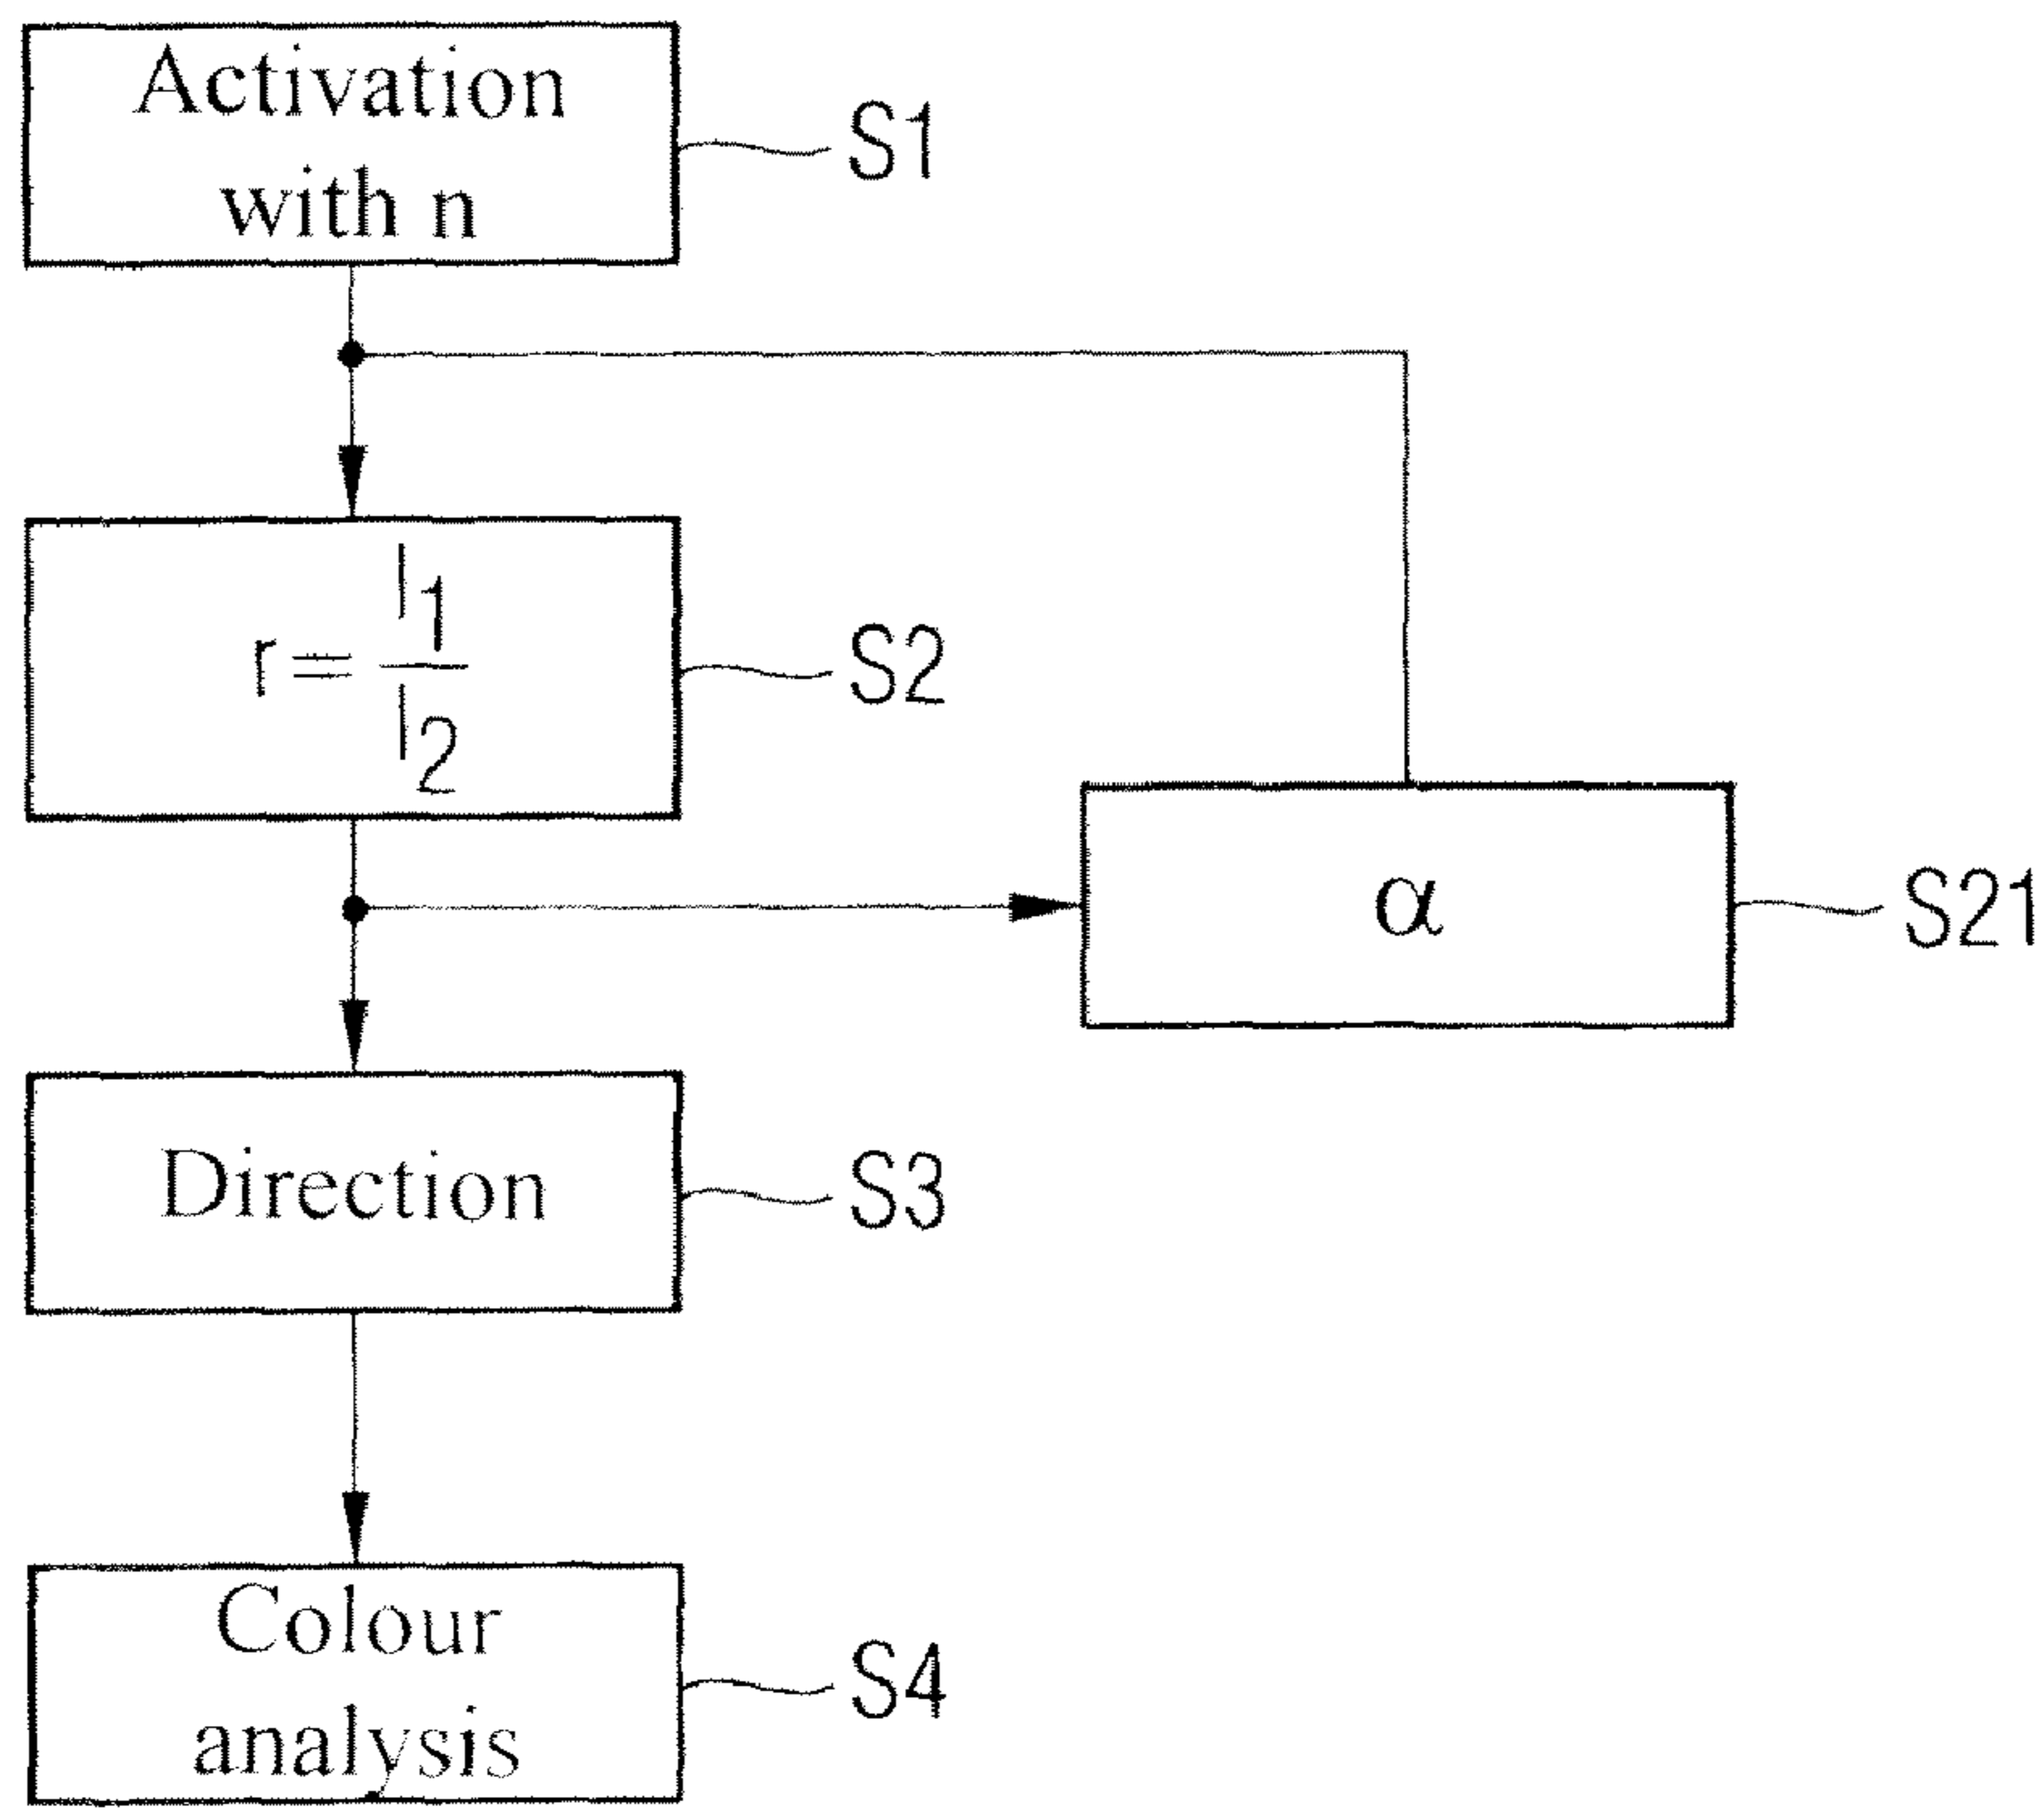 Activation
with n
S1
r = I1/I2
S2
α
S21
Direction
S3
Colour
analysis
S4